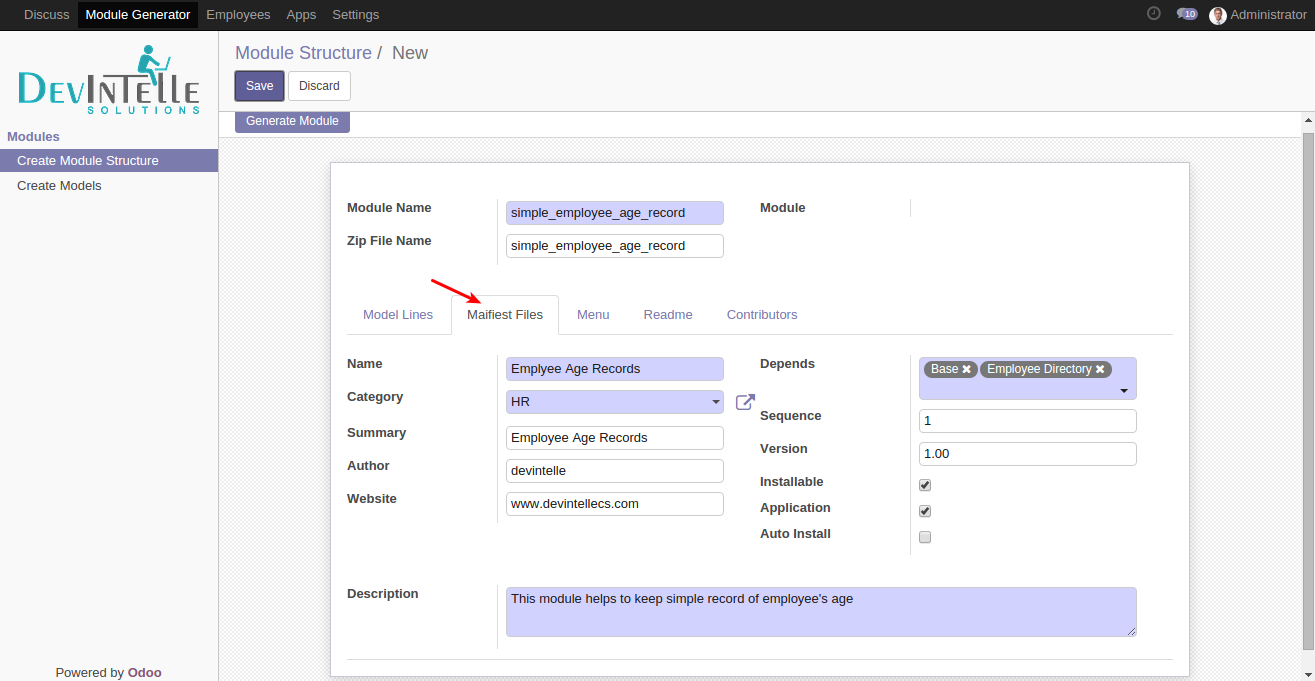 Discuss Module Generator Employees Apps Settings 10 Administrator
DevIntelle
SOLUTIONS
Module Structure / New
Save Discard
Generate Module
Modules
Create Module Structure
Create Models
Module Name simple_employee_age_record Module
Zip File Name simple_employee_age_record
Model Lines Maifiest Files Menu Readme Contributors
Name Emplyee Age Records Depends Base Employee Directory
Category HR
Sequence 1
Summary Employee Age Records
Version 1.00
Author devintelle
Installable
Website www.devintellecs.com
Application
Auto Install
Description This module helps to keep simple record of employee's age
Powered by Odoo